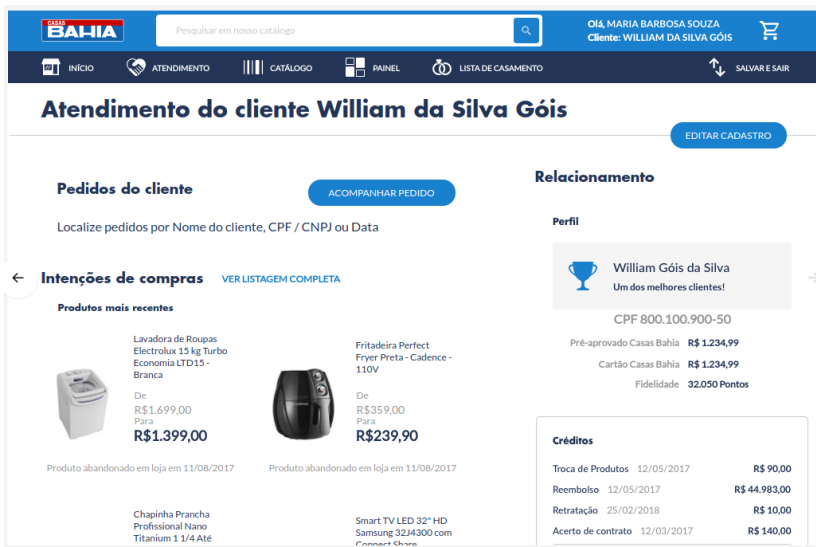 CASAS
BAHIA
Pesquisar em nosso catálogo
Olá, MARIA BARBOSA SOUZA
Cliente: WILLIAM DA SILVA GÓIS
INÍCIO
ATENDIMENTO
CATÁLOGO
PAINEL
LISTA DE CASAMENTO
SALVAR E SAIR
Atendimento do cliente William da Silva Góis
EDITAR CADASTRO
Pedidos do cliente
ACOMPANHAR PEDIDO
Localize pedidos por Nome do cliente, CPF / CNPJ ou Data
Intenções de compras
VER LISTAGEM COMPLETA
Produtos mais recentes
Lavadora de Roupas
Electrolux 15 kg Turbo
Economia LTD15 -
Branca
De
R$1.699,00
Para
R$1.399,00
Produto abandonado em loja em 11/08/2017
Fritadeira Perfect
Fryer Preta - Cadence -
110V
De
R$359,00
Para
R$239,90
Produto abandonado em loja em 11/08/2017
Chapinha Prancha
Profissional Nano
Titanium 1 1/4 Até
Smart TV LED 32" HD
Samsung 32J4300 com
Connect Share
Relacionamento
Perfil
William Góis da Silva
Um dos melhores clientes!
CPF 800.100.900-50
Pré-aprovado Casas Bahia R$ 1.234,99
Cartão Casas Bahia R$ 1.234,99
Fidelidade 32.050 Pontos
Créditos
Troca de Produtos 12/05/2017 R$ 90,00
Reembolso 12/05/2017 R$ 44.983,00
Retratação 25/02/2018 R$ 10,00
Acerto de contrato 12/03/2017 R$ 140,00